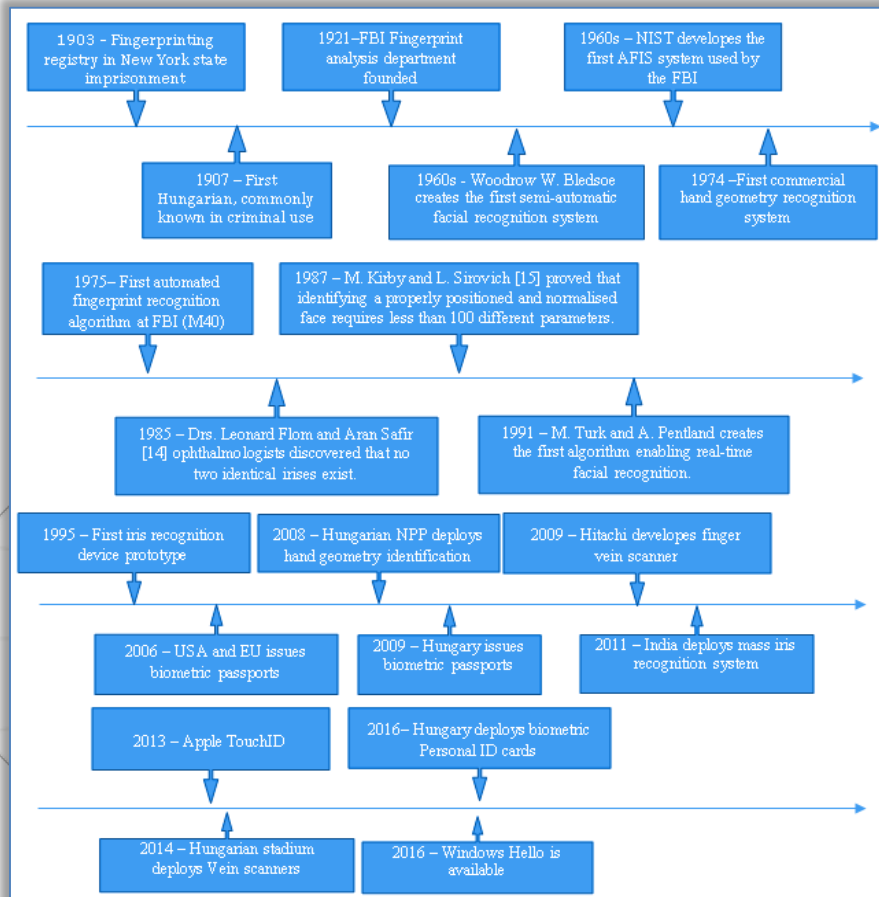 1903 - Fingerprinting
registry in New York state
imprisonment
1921–FBI Fingerprint
analysis department
founded
1960s – NIST developes the
first AFIS system used by
the FBI
1907 – First
Hungarian, commonly
known in criminal use
1960s - Woodrow W. Bledsoe
creates the first semi-automatic
facial recognition system
1974 –First commercial
hand geometry recognition
system
1975– First automated
fingerprint recognition
algorithm at FBI (M40)
1987 – M. Kirby and L. Sirovich [15] proved that
identifying a properly positioned and normalised
face requires less than 100 different parameters.
1985 – Drs. Leonard Flom and Aran Safir
[14] ophthalmologists discovered that no
two identical irises exist.
1991 – M. Turk and A. Pentland creates
the first algorithm enabling real-time
facial recognition.
1995 – First iris recognition
device prototype
2008 – Hungarian NPP deploys
hand geometry identification
2009 – Hitachi developes finger
vein scanner
2006 – USA and EU issues
biometric passports
2009 – Hungary issues
biometric passports
2011 – India deploys mass iris
recognition system
2013 – Apple TouchID
2016– Hungary deploys biometric
Personal ID cards
2014 – Hungarian stadium
deploys Vein scanners
2016 – Windows Hello is
available